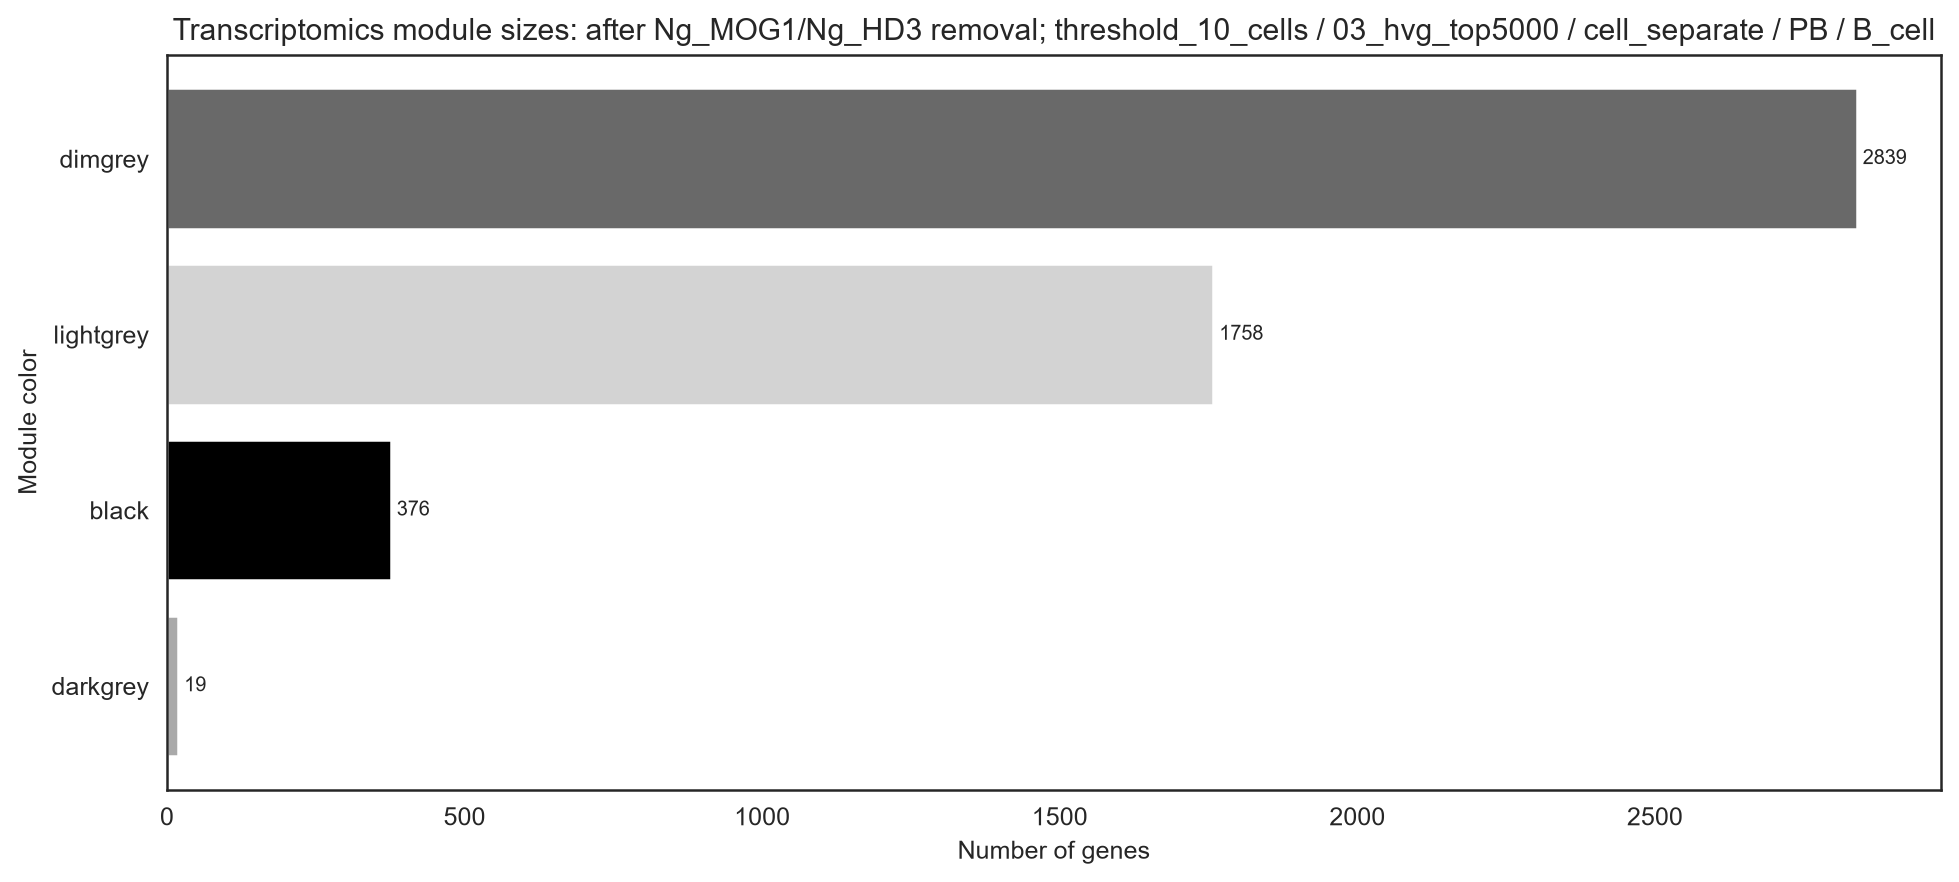 Transcriptomics module sizes: after Ng_MOG1/Ng_HD3 removal; threshold_10_cells / 03_hvg_top5000 / cell_separate / PB / B_cell
dimgrey
2839
lightgrey
1758
Module color
black
376
darkgrey
19
0 500 1000 1500 2000 2500
Number of genes